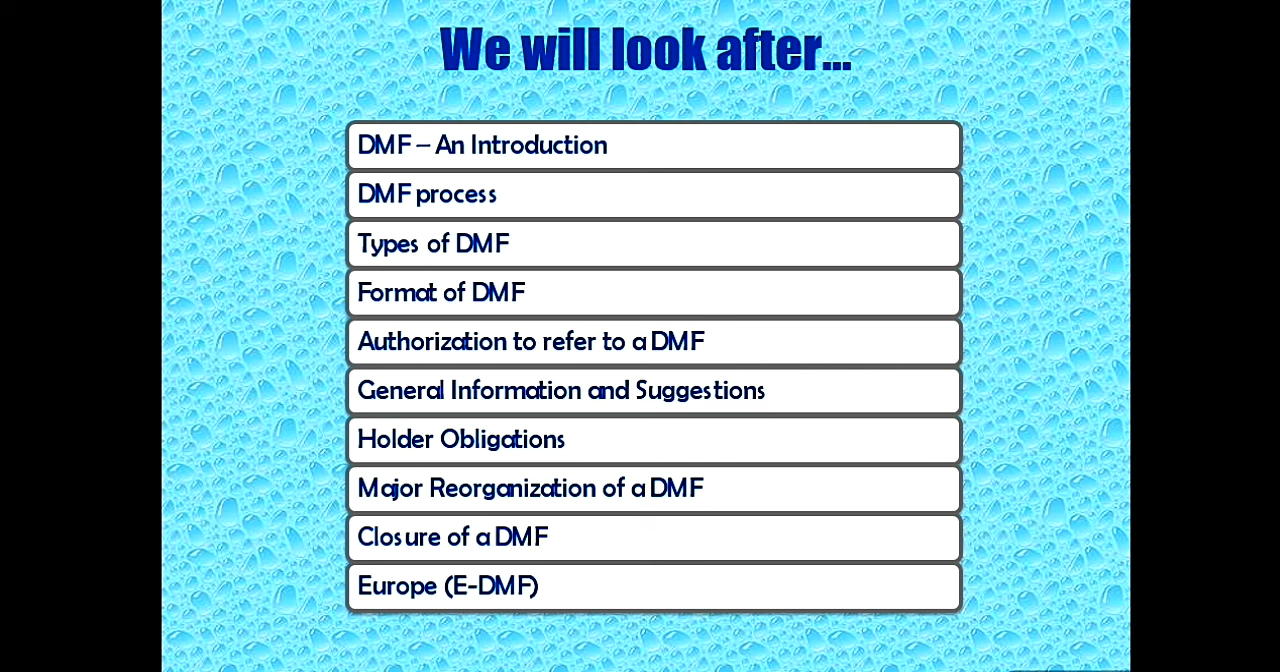 We will look after...
DMF – An Introduction
DMF process
Types of DMF
Format of DMF
Authorization to refer to a DMF
General Information and Suggestions
Holder Obligations
Major Reorganization of a DMF
Closure of a DMF
Europe (E-DMF)